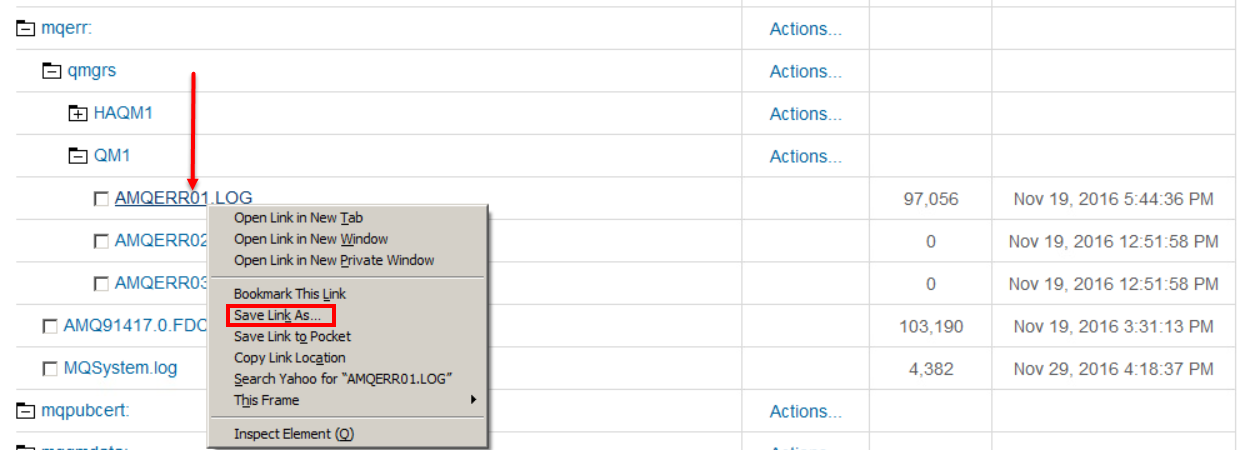 mqerr: Actions...
qmgrs Actions...
HAQM1 Actions...
QM1 Actions...
AMQERR01.LOG 97,056 Nov 19, 2016 5:44:36 PM
Open Link in New Tab
AMQERR02 0 Nov 19, 2016 12:51:58 PM
Open Link in New Window
Open Link in New Private Window
AMQERR03 0 Nov 19, 2016 12:51:58 PM
Bookmark This Link
Save Link As...
AMQ91417.0.FDC 103,190 Nov 19, 2016 3:31:13 PM
Save Link to Pocket
Copy Link Location
MQSystem.log 4,382 Nov 29, 2016 4:18:37 PM
Search Yahoo for “AMQERR01.LOG”
This Frame
mqpubcert: Actions...
Inspect Element (Q)